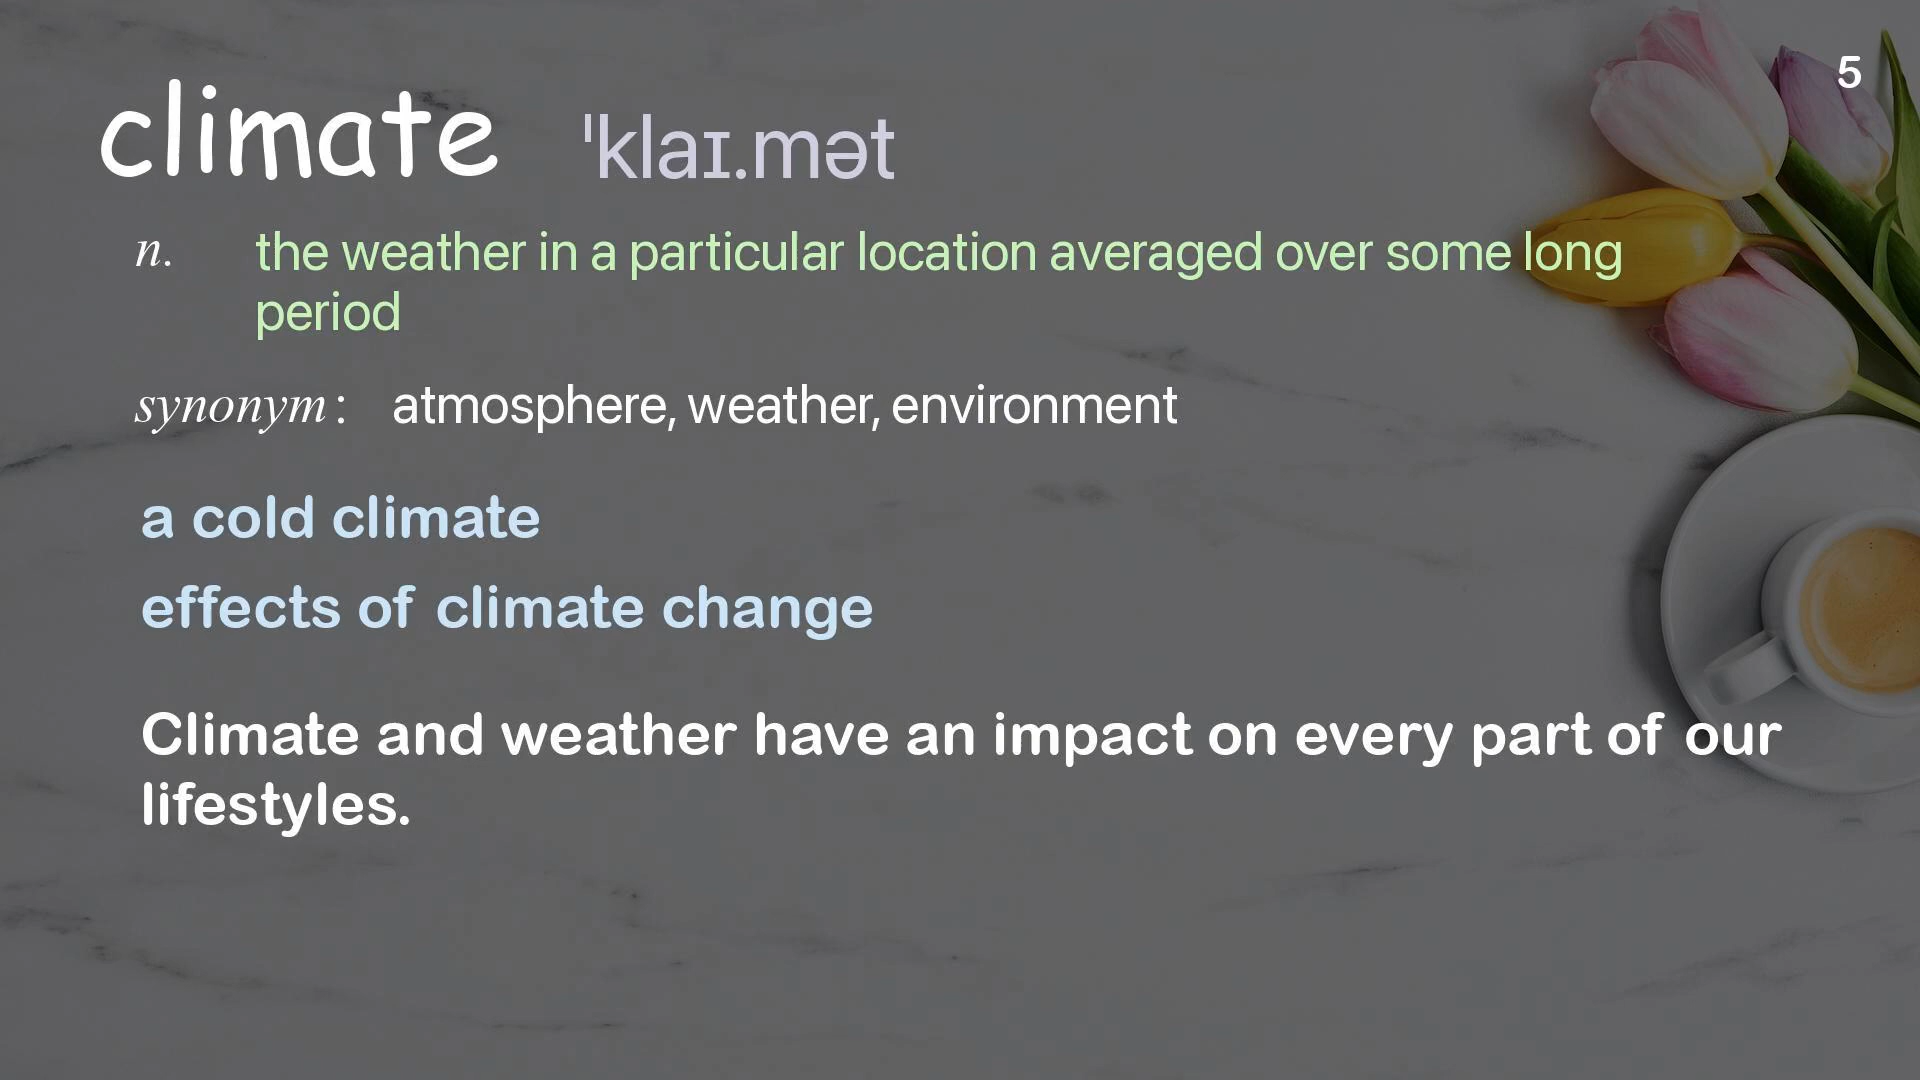 5
climate ˈklaɪ.mət
n. the weather in a particular location averaged over some long
period
synonym: atmosphere, weather, environment
a cold climate
effects of climate change
Climate and weather have an impact on every part of our
lifestyles.